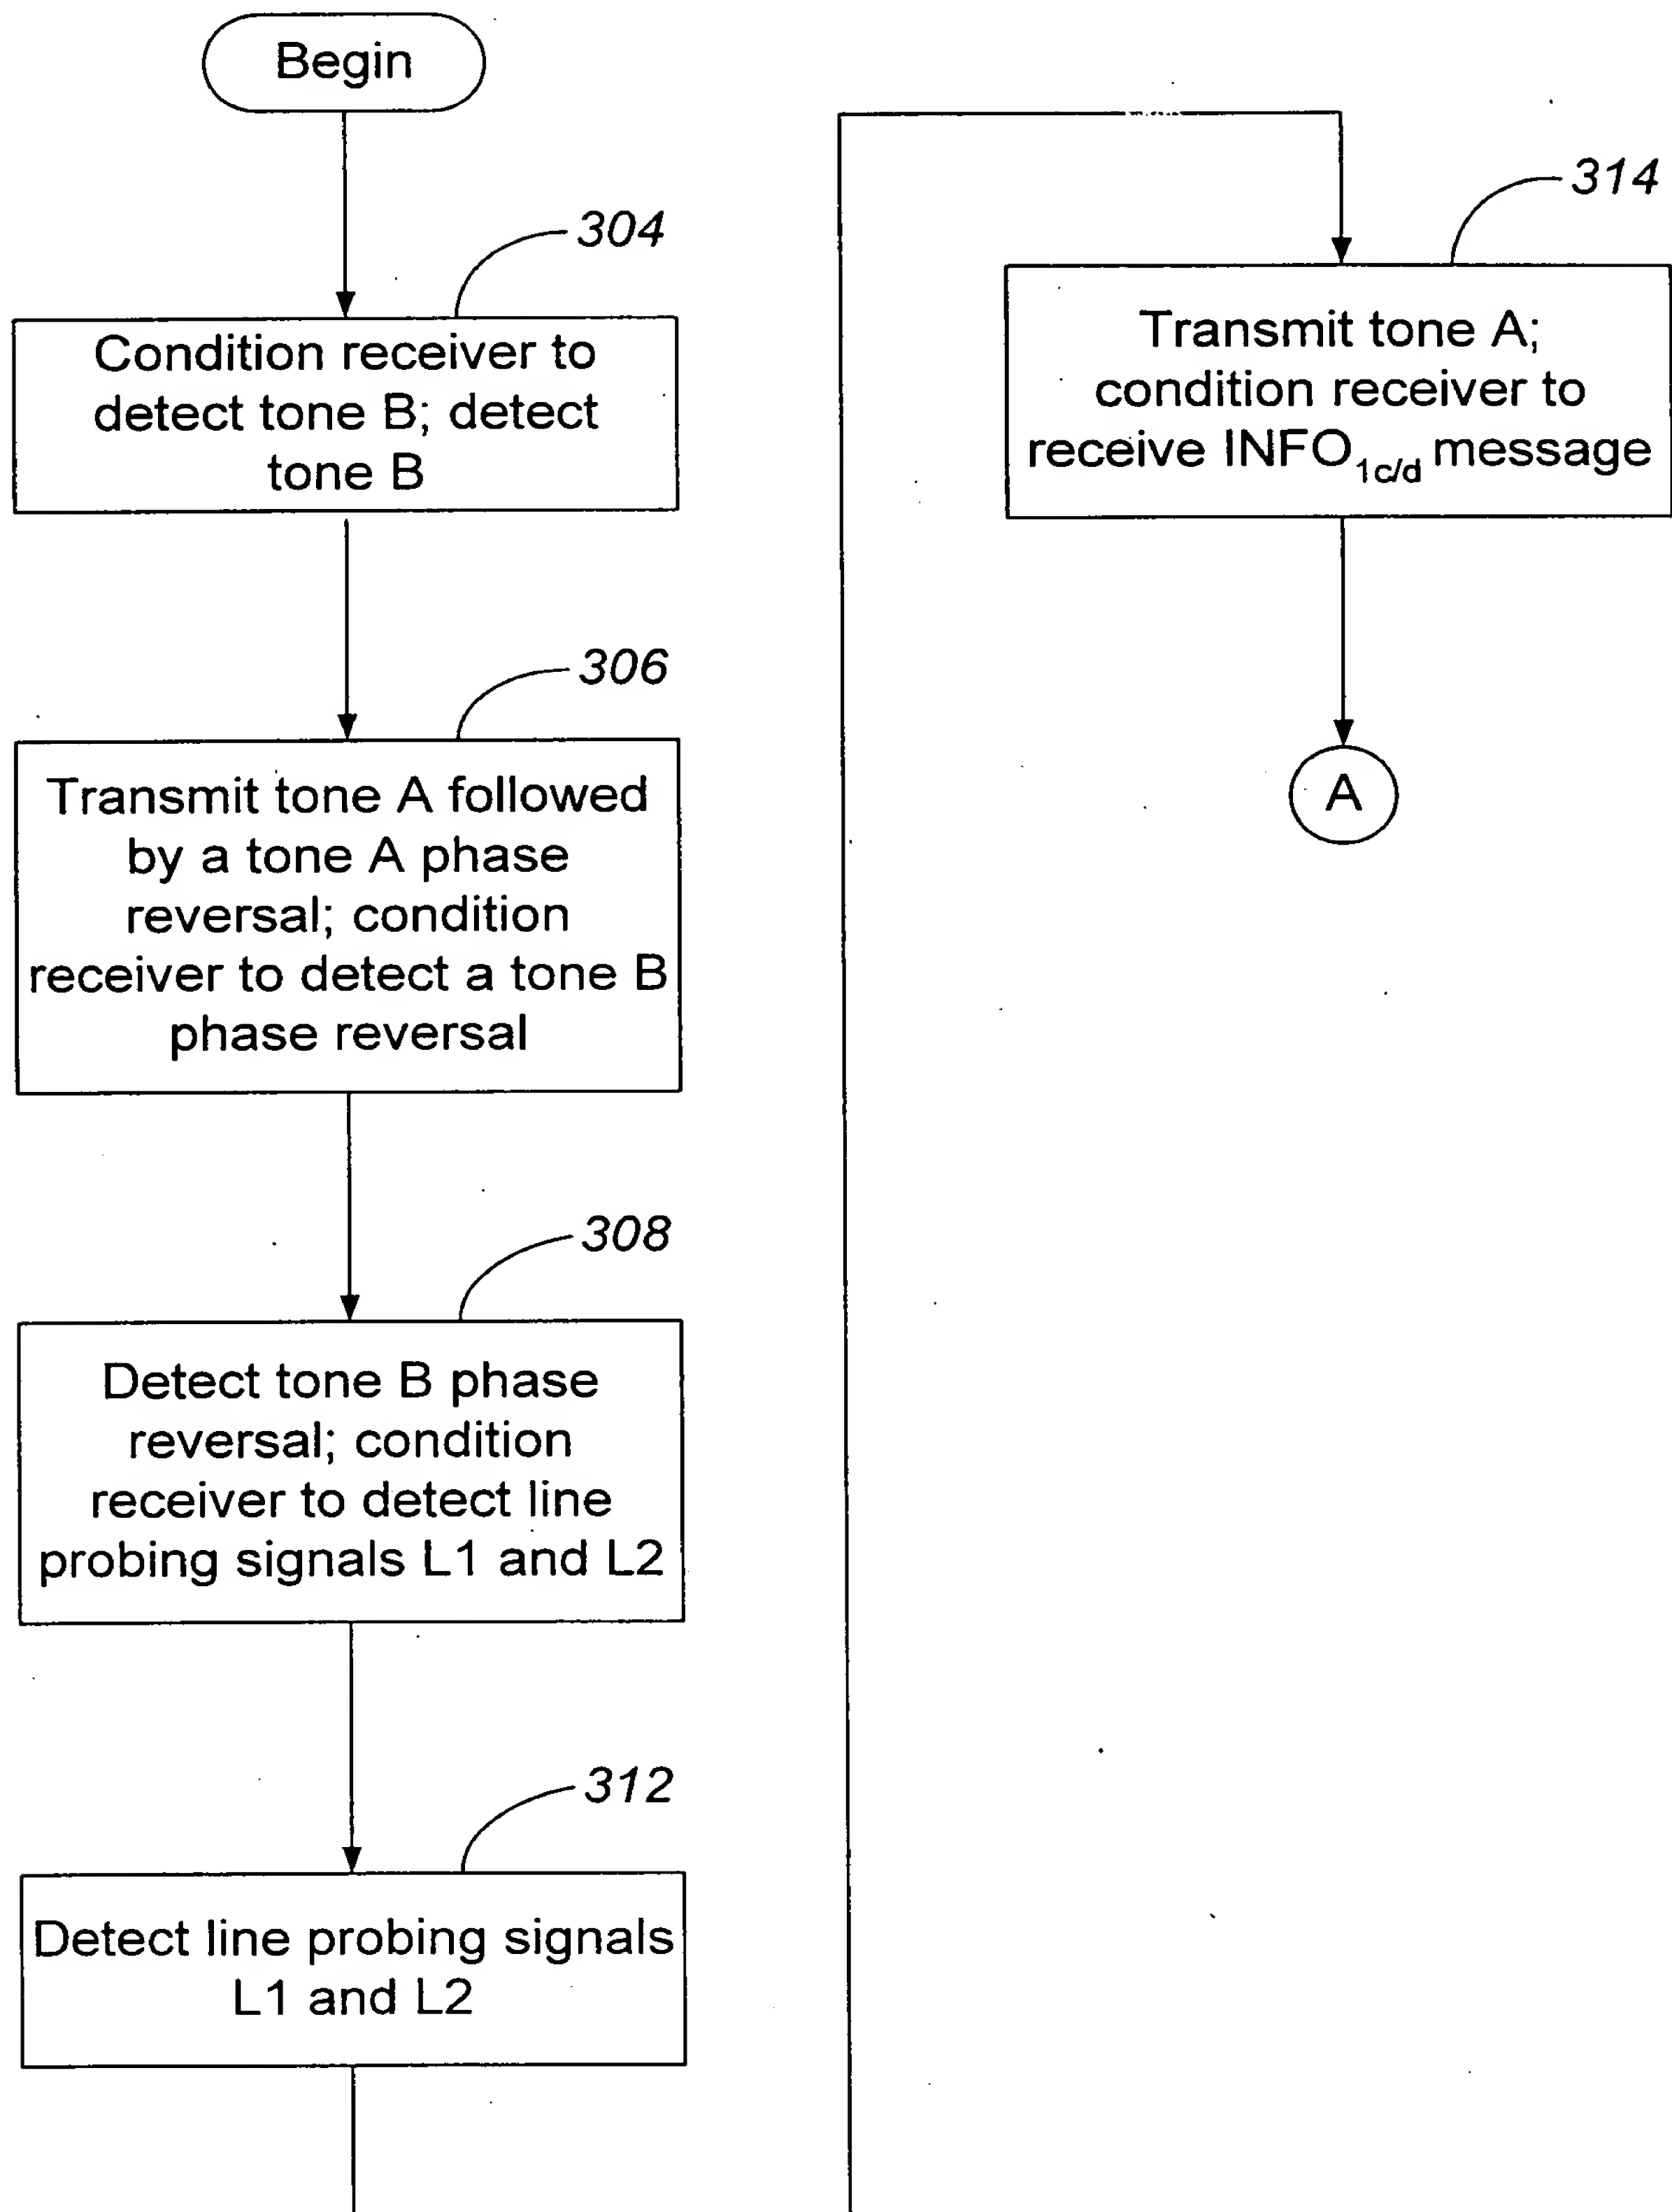 Begin
304
Condition receiver to
detect tone B; detect
tone B
306
Transmit tone A followed
by a tone A phase
reversal; condition
receiver to detect a tone B
phase reversal
308
Detect tone B phase
reversal; condition
receiver to detect line
probing signals L1 and L2
312
Detect line probing signals
L1 and L2
314
Transmit tone A;
condition receiver to
receive INFO1c/d message
A